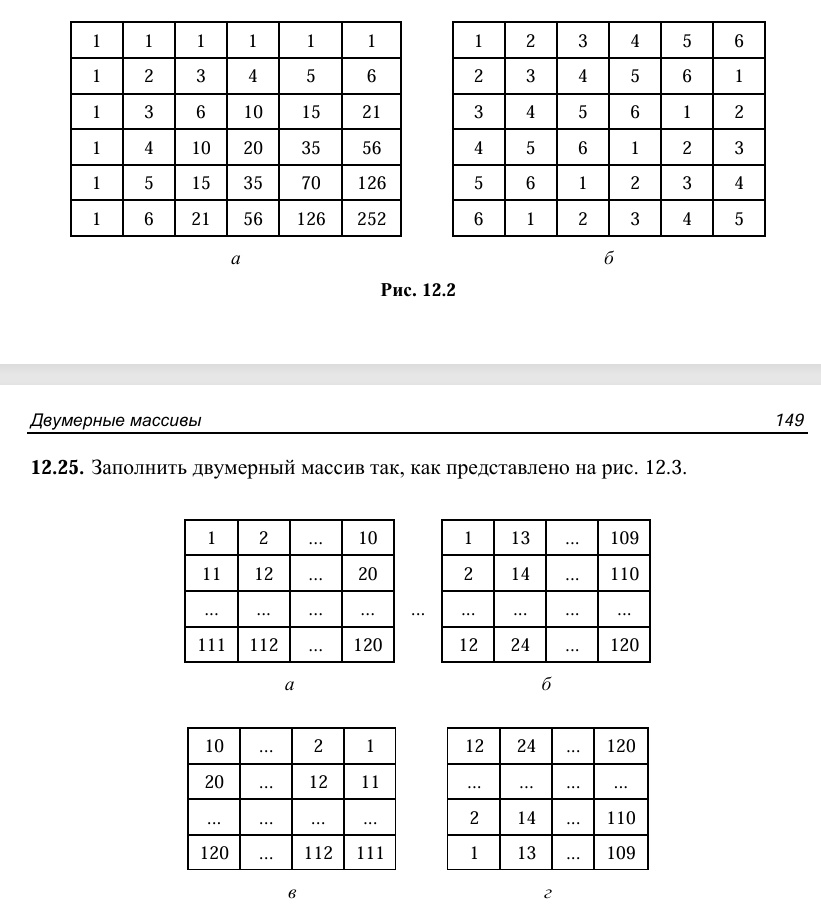 1 1 1 1 1 1 1 2 3 4 5 6
1 2 3 4 5 6 2 3 4 5 6 1
1 3 6 10 15 21 3 4 5 6 1 2
1 4 10 20 35 56 4 5 6 1 2 3
1 5 15 35 70 126 5 6 1 2 3 4
1 6 21 56 126 252 6 1 2 3 4 5
а б
Рис. 12.2
Двумерные массивы 149
12.25. Заполнить двумерный массив так, как представлено на рис. 12.3.
1 2 ... 10 1 13 ... 109
11 12 ... 20 2 14 ... 110
... ... ... ... ... ... ... ... ...
111 112 ... 120 12 24 ... 120
а б
10 ... 2 1 12 24 ... 120
20 ... 12 11 ... ... ... ...
... ... ... ... 2 14 ... 110
120 ... 112 111 1 13 ... 109
в г